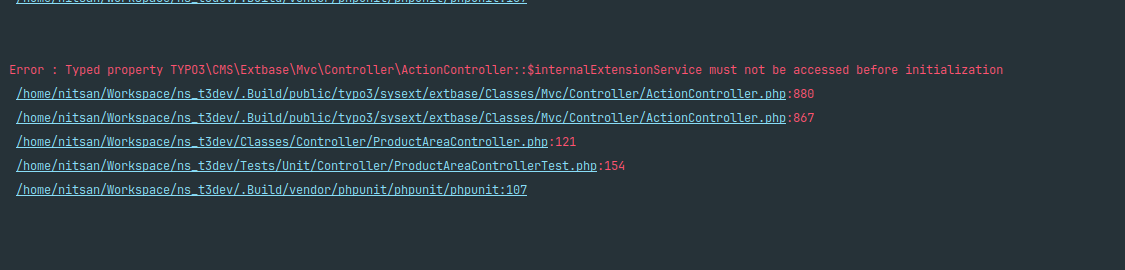 /home/nitsan/Workspace/ns_t3dev/.Build/vendor/phpunit/phpunit/phpunit:107
Error : Typed property TYPO3\CMS\Extbase\Mvc\Controller\ActionController::$internalExtensionService must not be accessed before initialization
/home/nitsan/Workspace/ns_t3dev/.Build/public/typo3/sysext/extbase/Classes/Mvc/Controller/ActionController.php:880
/home/nitsan/Workspace/ns_t3dev/.Build/public/typo3/sysext/extbase/Classes/Mvc/Controller/ActionController.php:867
/home/nitsan/Workspace/ns_t3dev/Classes/Controller/ProductAreaController.php:121
/home/nitsan/Workspace/ns_t3dev/Tests/Unit/Controller/ProductAreaControllerTest.php:154
/home/nitsan/Workspace/ns_t3dev/.Build/vendor/phpunit/phpunit/phpunit:107